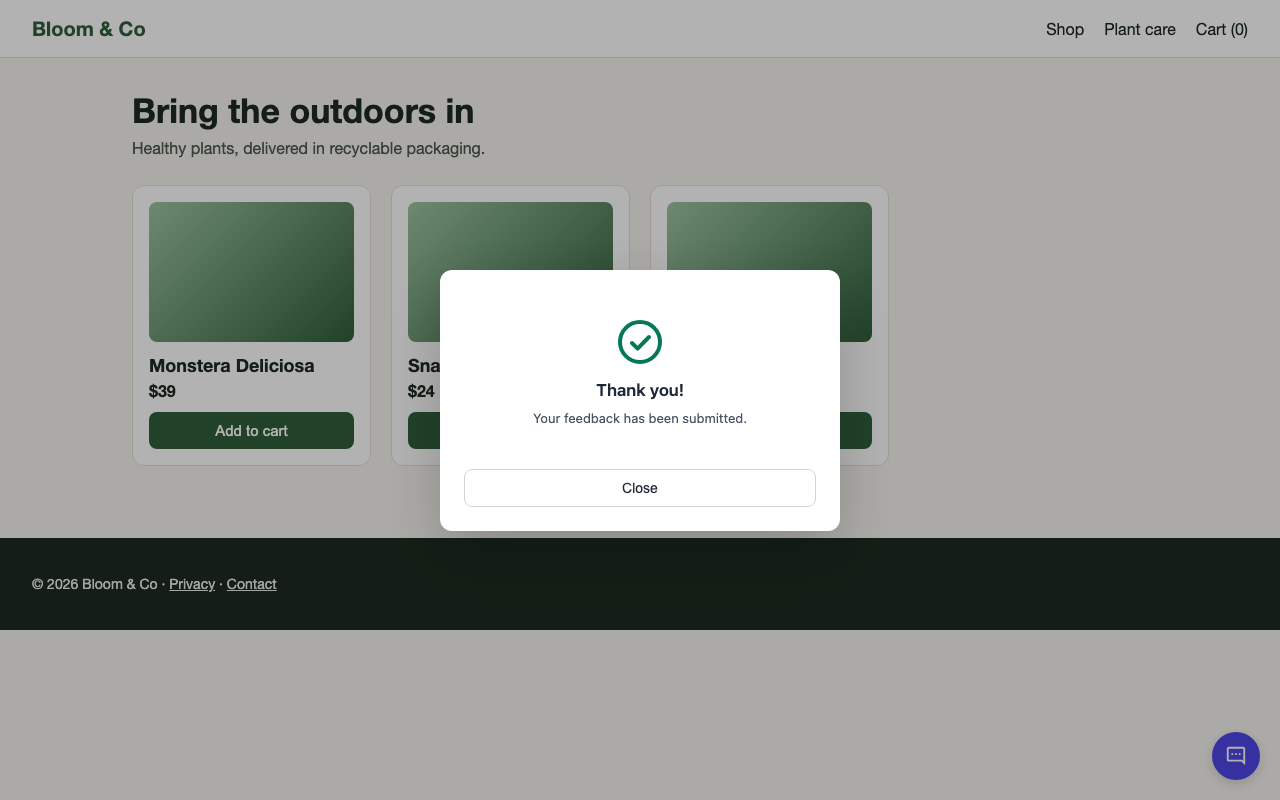 Bloom & Co
Shop
Plant care
Cart (0)
Bring the outdoors in
Healthy plants, delivered in recyclable packaging.
Monstera Deliciosa
$39
Add to cart
$24
Thank you!
Your feedback has been submitted.
Close
© 2026 Bloom & Co · Privacy · Contact